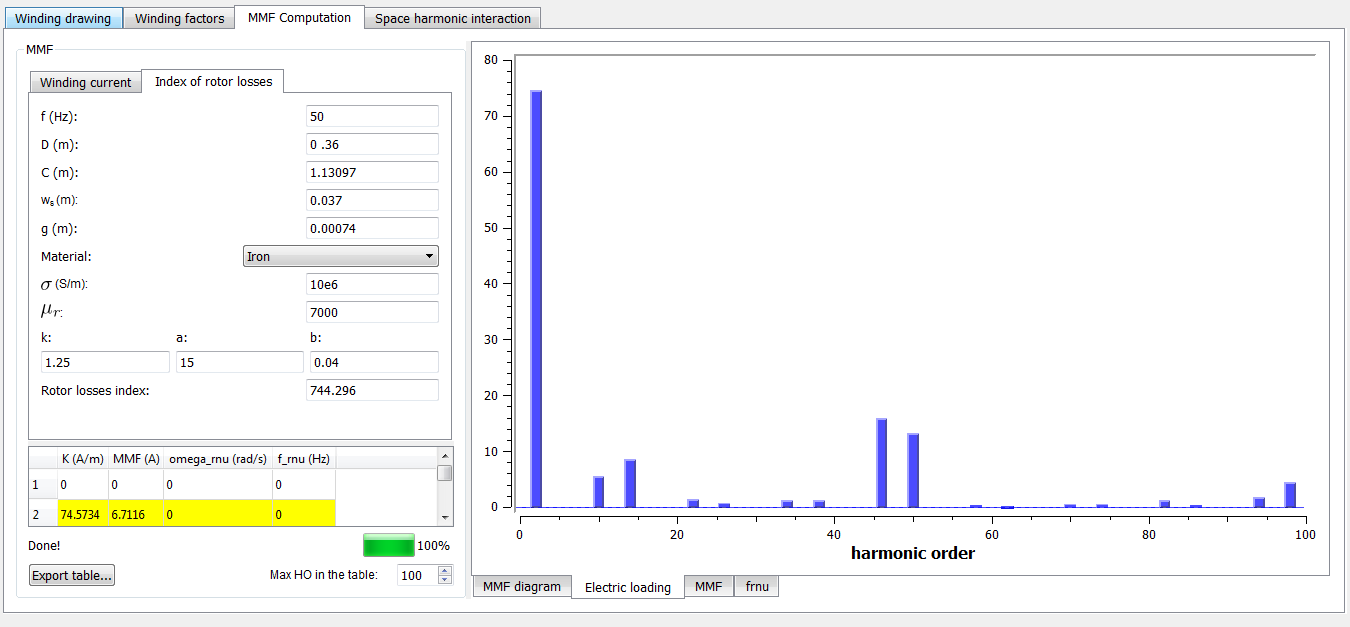 Winding drawing Winding factors MMF Computation Space harmonic interaction
MMF
Winding current Index of rotor losses
f (Hz): 50
D (m): 0 .36
C (m): 1.13097
ws (m): 0.037
g (m): 0.00074
Material: Iron
σ (S/m): 10e6
μr: 7000
k: a: b:
1.25 15 0.04
Rotor losses index: 744.296
K (A/m) MMF (A) omega_rnu (rad/s) f_rnu (Hz)
1 0 0 0 0
2 74.5734 6.7116 0 0
Done! 100%
Export table... Max HO in the table: 100
80
70
60
50
40
30
20
10
0
0 20 40 60 80 100
harmonic order
MMF diagram Electric loading MMF frnu